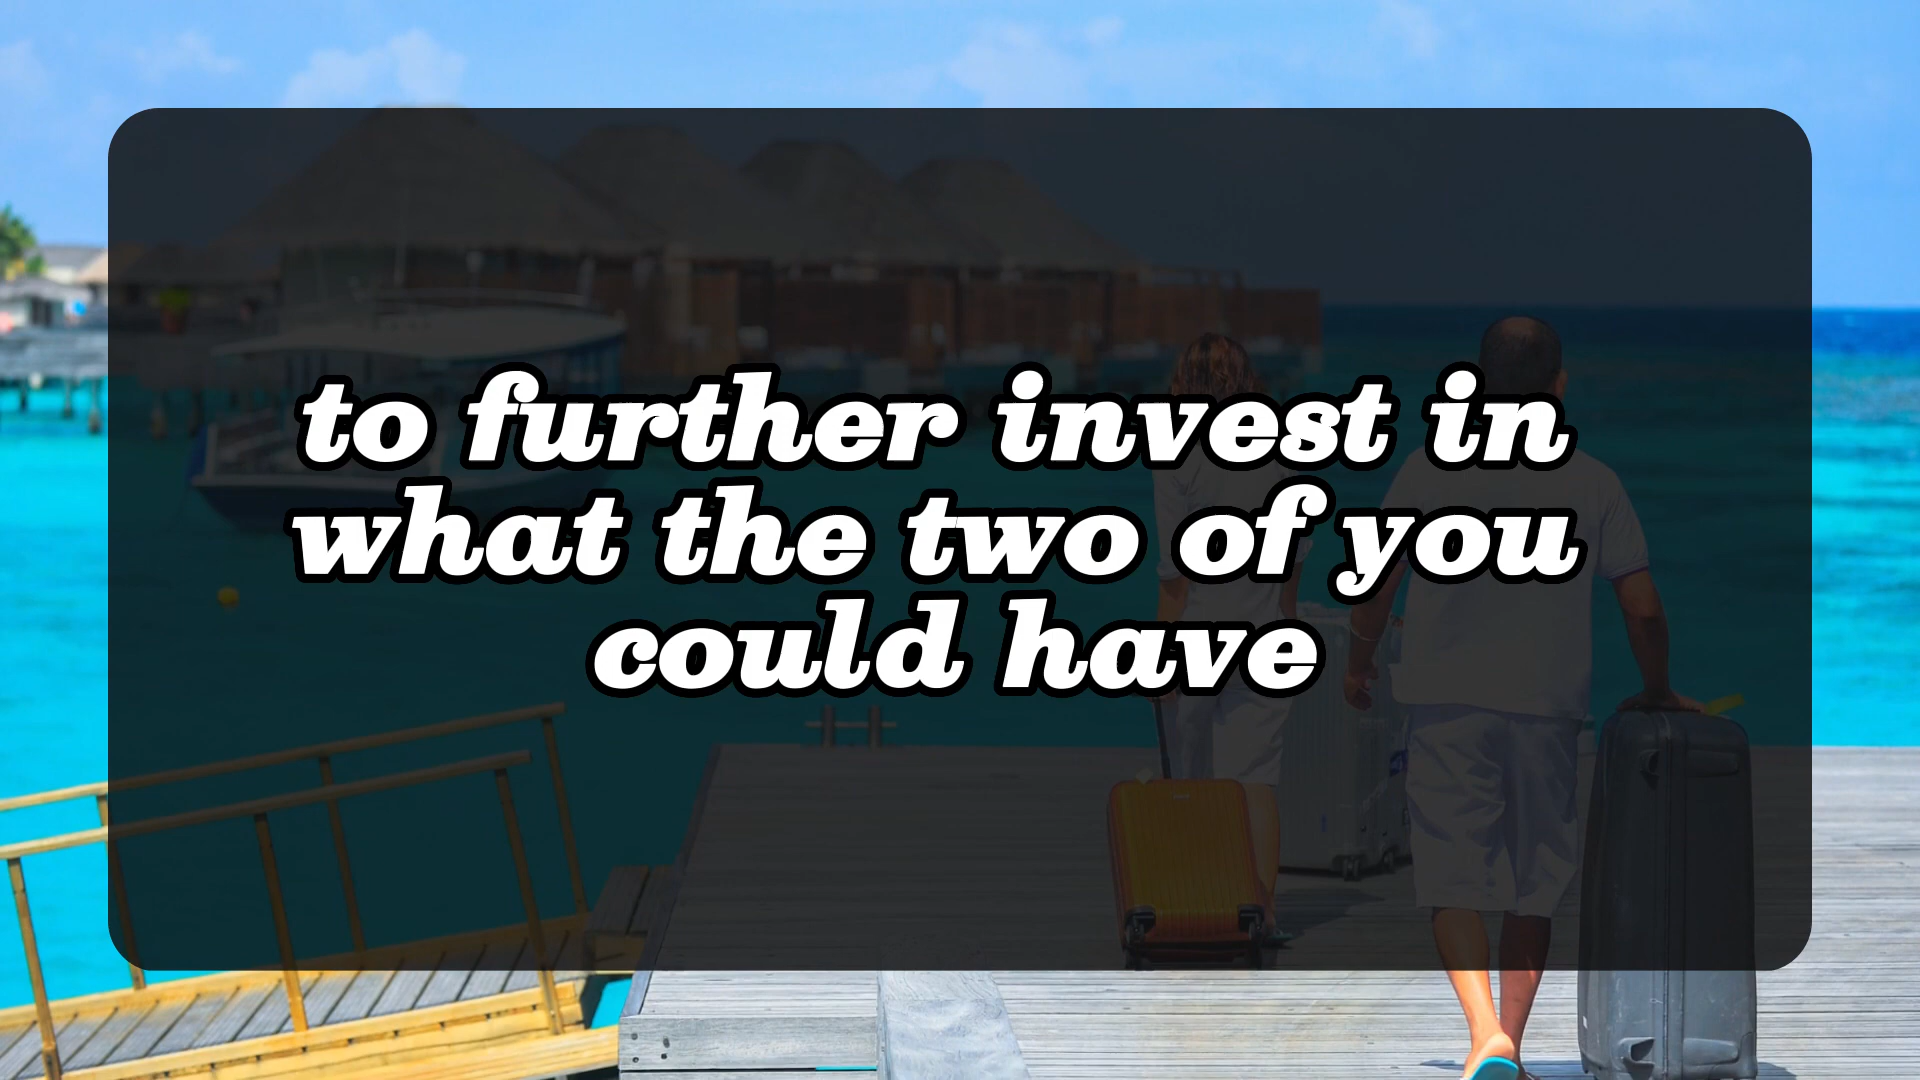 to further invest in
what the two of you
could have